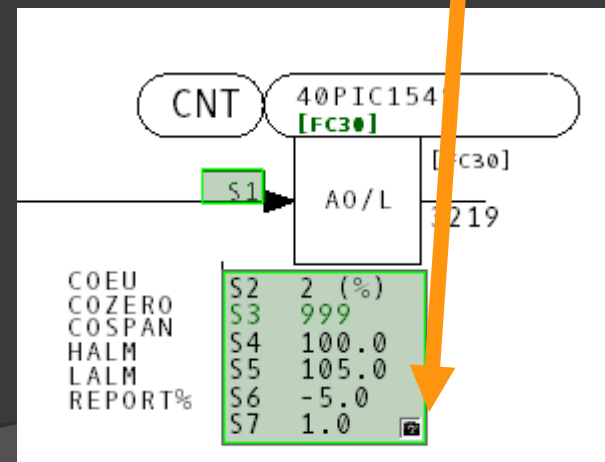 CNT
40PIC154
[FC30]
[FC30]
S1
AO/L
3219
COEU
COZERO
COSPAN
HALM
LALM
REPORT%
S2 2 (%)
S3 999
S4 100.0
S5 105.0
S6 -5.0
S7 1.0